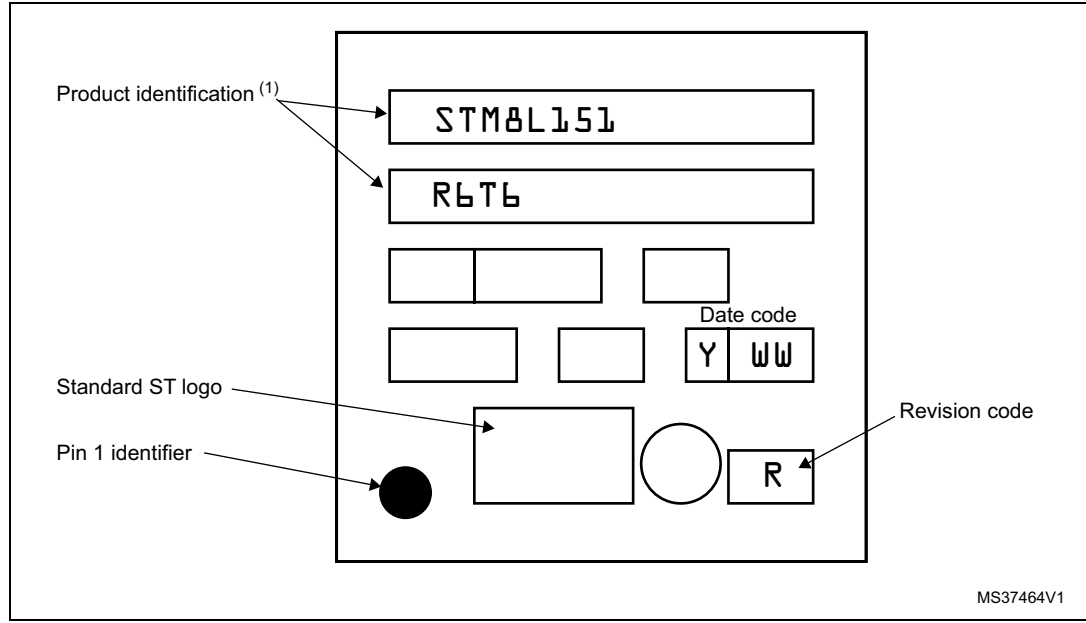 Product identification (1)
STM8L151
R6T6
Date code
Y WW
Standard ST logo
Revision code
Pin 1 identifier
R
MS37464V1